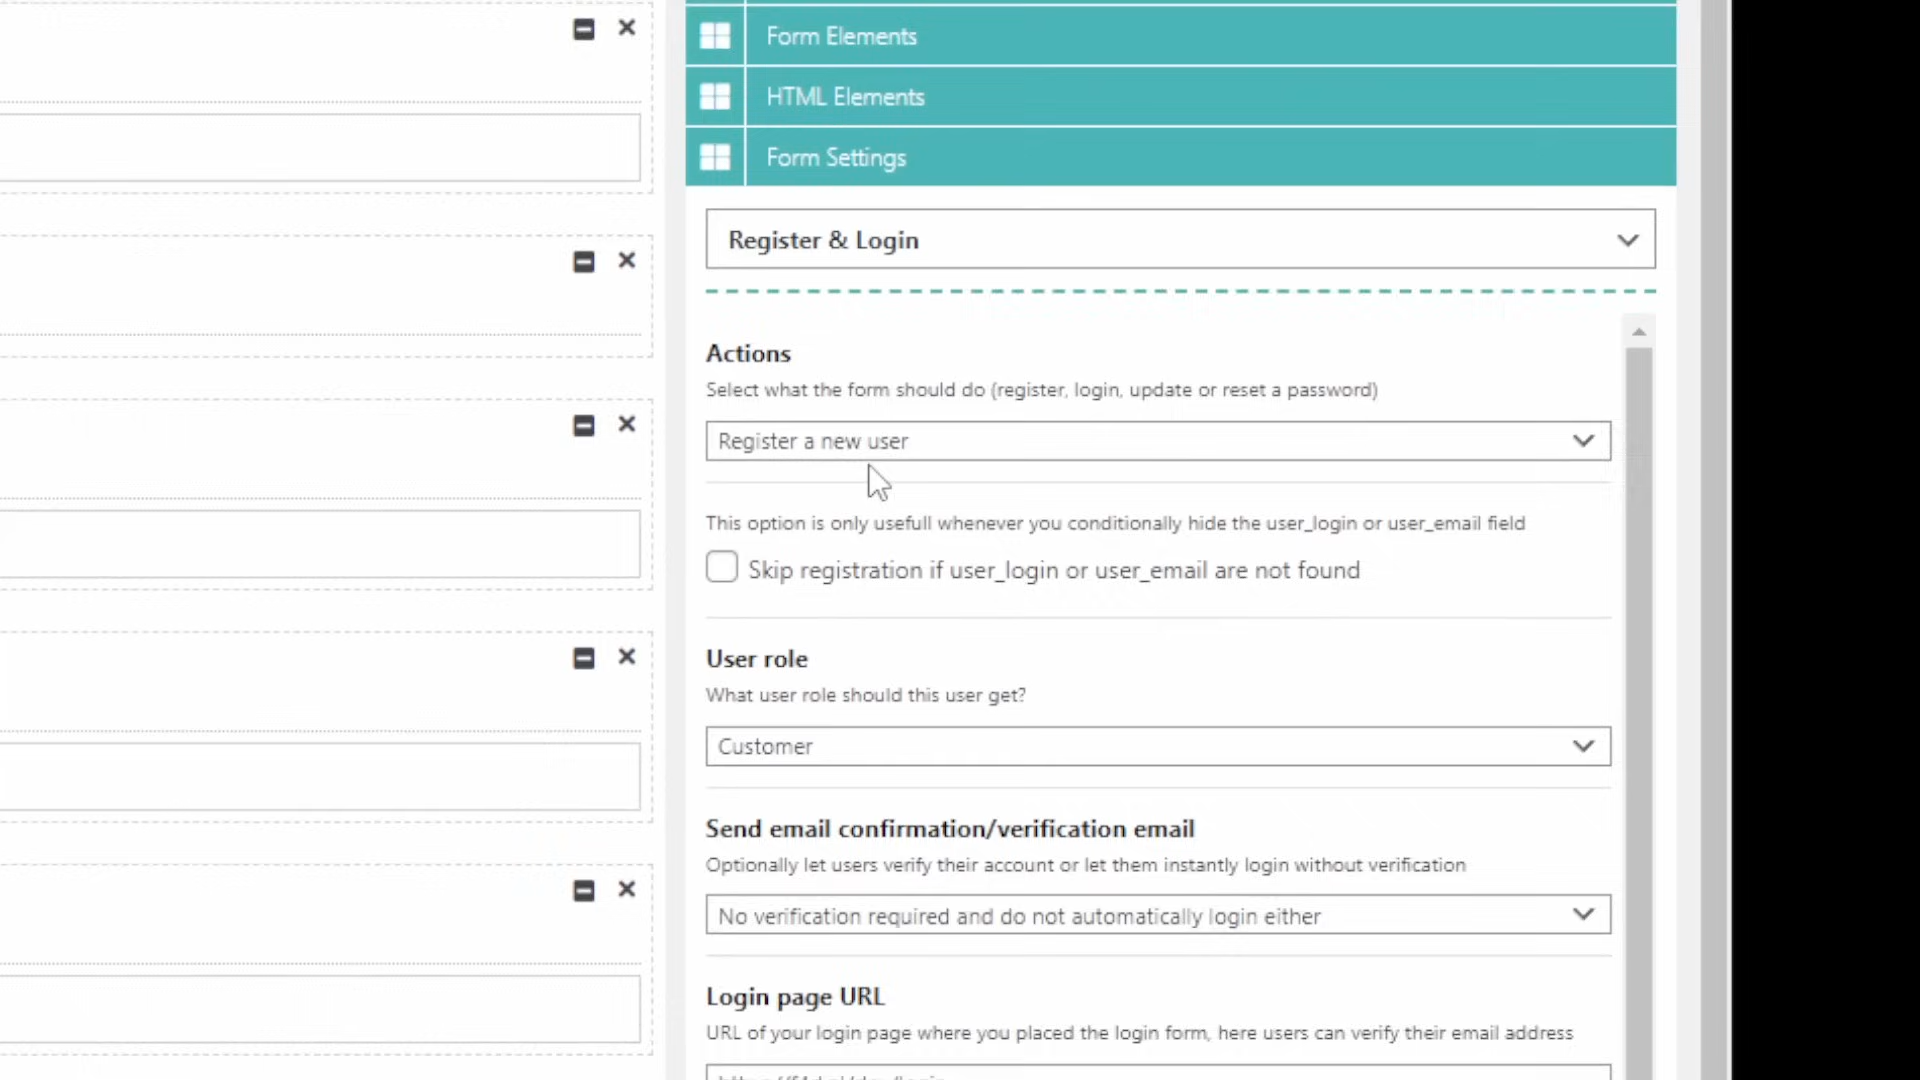 Form Elements
HTML Elements
Form Settings
Register & Login
Actions
Select what the form should do (register, login, update or reset a password)
Register a new user
This option is only usefull whenever you conditionally hide the user_login or user_email field
Skip registration if user_login or user_email are not found
User role
What user role should this user get?
Customer
Send email confirmation/verification email
Optionally let users verify their account or let them instantly login without verification
No verification required and do not automatically login either
Login page URL
URL of your login page where you placed the login form, here users can verify their email address